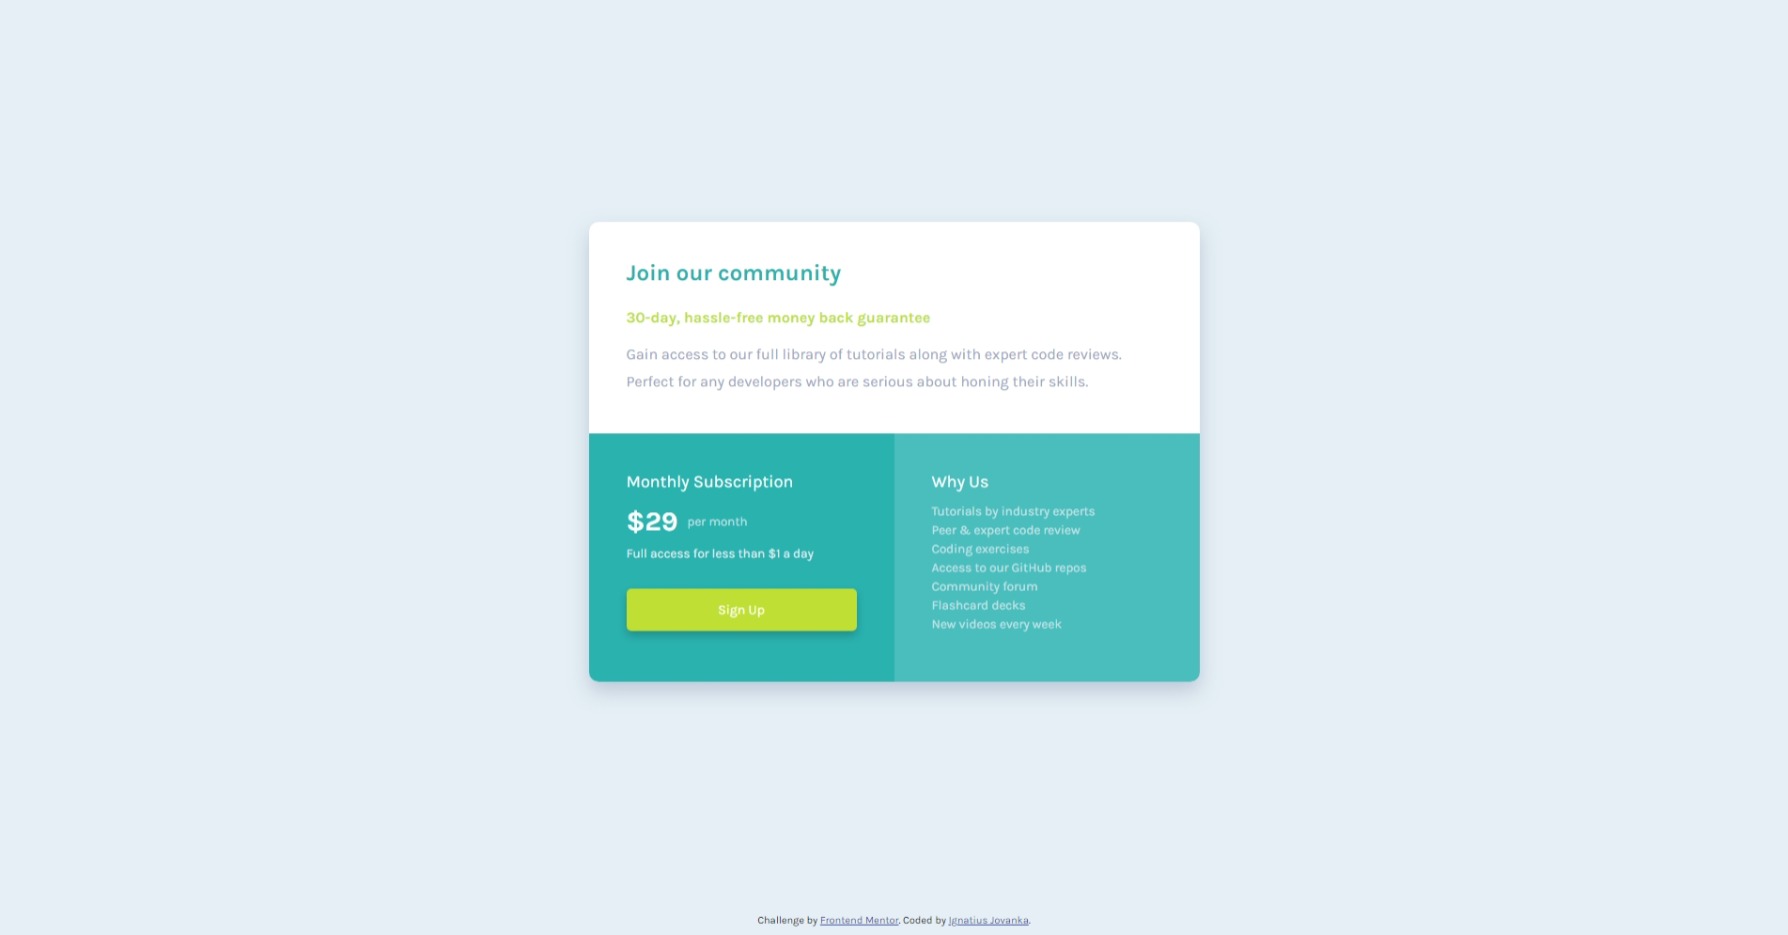 Join our community
30-day, hassle-free money back guarantee
Gain access to our full library of tutorials along with expert code reviews.
Perfect for any developers who are serious about honing their skills.
Monthly Subscription
$29 per month
Full access for less than $1 a day
Sign Up
Why Us
Tutorials by industry experts
Peer & expert code review
Coding exercises
Access to our GitHub repos
Community forum
Flashcard decks
New videos every week
Challenge by Frontend Mentor. Coded by Ignatius Jovanka.